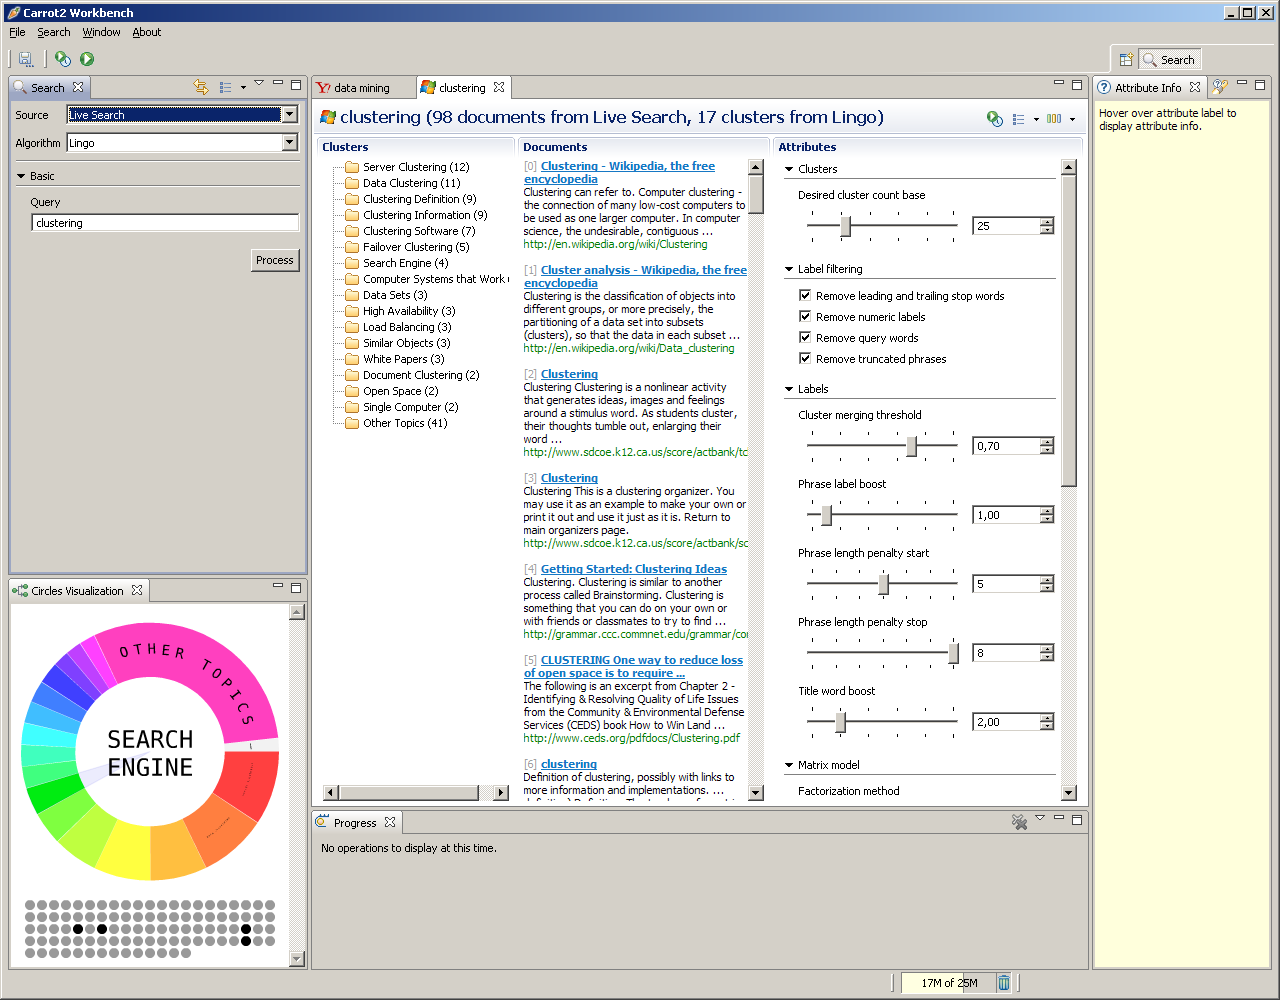 Carrot2 Workbench
File Search Window About
Search
Search
Source Live Search
Algorithm Lingo
Basic
Query
clustering
Process
Circles Visualization
OTHER TOPICS
SEARCH
ENGINE
data mining
clustering
clustering (98 documents from Live Search, 17 clusters from Lingo)
Clusters
Server Clustering (12)
Data Clustering (11)
Clustering Definition (9)
Clustering Information (9)
Clustering Software (7)
Failover Clustering (5)
Search Engine (4)
Computer Systems that Work
Data Sets (3)
High Availability (3)
Load Balancing (3)
Similar Objects (3)
White Papers (3)
Document Clustering (2)
Open Space (2)
Single Computer (2)
Other Topics (41)
Documents
[0] Clustering - Wikipedia, the free
encyclopedia
Clustering can refer to. Computer clustering -
the connection of many low-cost computers to
be used as one larger computer. In computer
science, the undesirable, contiguous ...
http://en.wikipedia.org/wiki/Clustering
[1] Cluster analysis - Wikipedia, the free
encyclopedia
Clustering is the classification of objects into
different groups, or more precisely, the
partitioning of a data set into subsets
(clusters), so that the data in each subset ...
http://en.wikipedia.org/wiki/Data_clustering
[2] Clustering
Clustering Clustering is a nonlinear activity
that generates ideas, images and feelings
around a stimulus word. As students cluster,
their thoughts tumble out, enlarging their
word ...
http://www.sdcoe.k12.ca.us/score/actbank/tc
[3] Clustering
Clustering This is a clustering organizer. You
may use it as an example to make your own or
print it out and use it just as it is. Return to
main organizers page.
http://www.sdcoe.k12.ca.us/score/actbank/sc
[4] Getting Started: Clustering Ideas
Clustering. Clustering is similar to another
process called Brainstorming. Clustering is
something that you can do on your own or
with friends or classmates to try to find ...
http://grammar.ccc.commnet.edu/grammar/cor
[5] CLUSTERING One way to reduce loss
of open space is to require ...
The following is an excerpt from Chapter 2 -
Identifying & Resolving Quality of Life Issues
from the Community & Environmental Defense
Services (CEDS) book How to Win Land ...
http://www.ceds.org/pdfdocs/Clustering.pdf
[6] clustering
Definition of clustering, possibly with links to
more information and implementations. ...
Attributes
Clusters
Desired cluster count base
25
Label filtering
Remove leading and trailing stop words
Remove numeric labels
Remove query words
Remove truncated phrases
Labels
Cluster merging threshold
0,70
Phrase label boost
1,00
Phrase length penalty start
5
Phrase length penalty stop
8
Title word boost
2,00
Matrix model
Factorization method
Progress
No operations to display at this time.
Attribute Info
Hover over attribute label to
display attribute info.
17M of 25M